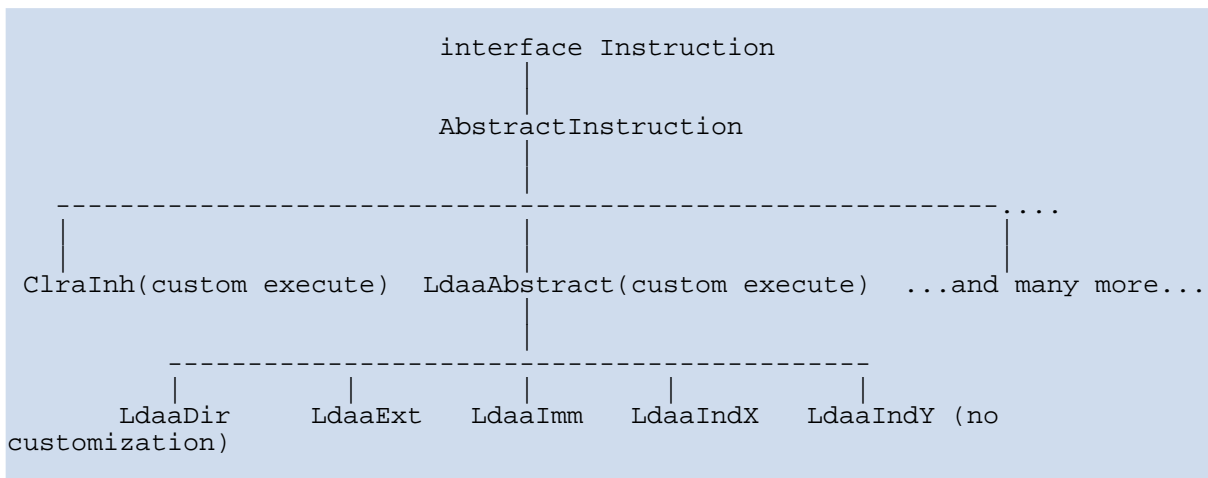 interface Instruction
AbstractInstruction
---------------------------------------------------------....
ClraInh(custom execute) LdaaAbstract(custom execute) ...and many more...
--------------------------------------------
LdaaDir LdaaExt LdaaImm LdaaIndX LdaaIndY (no
customization)